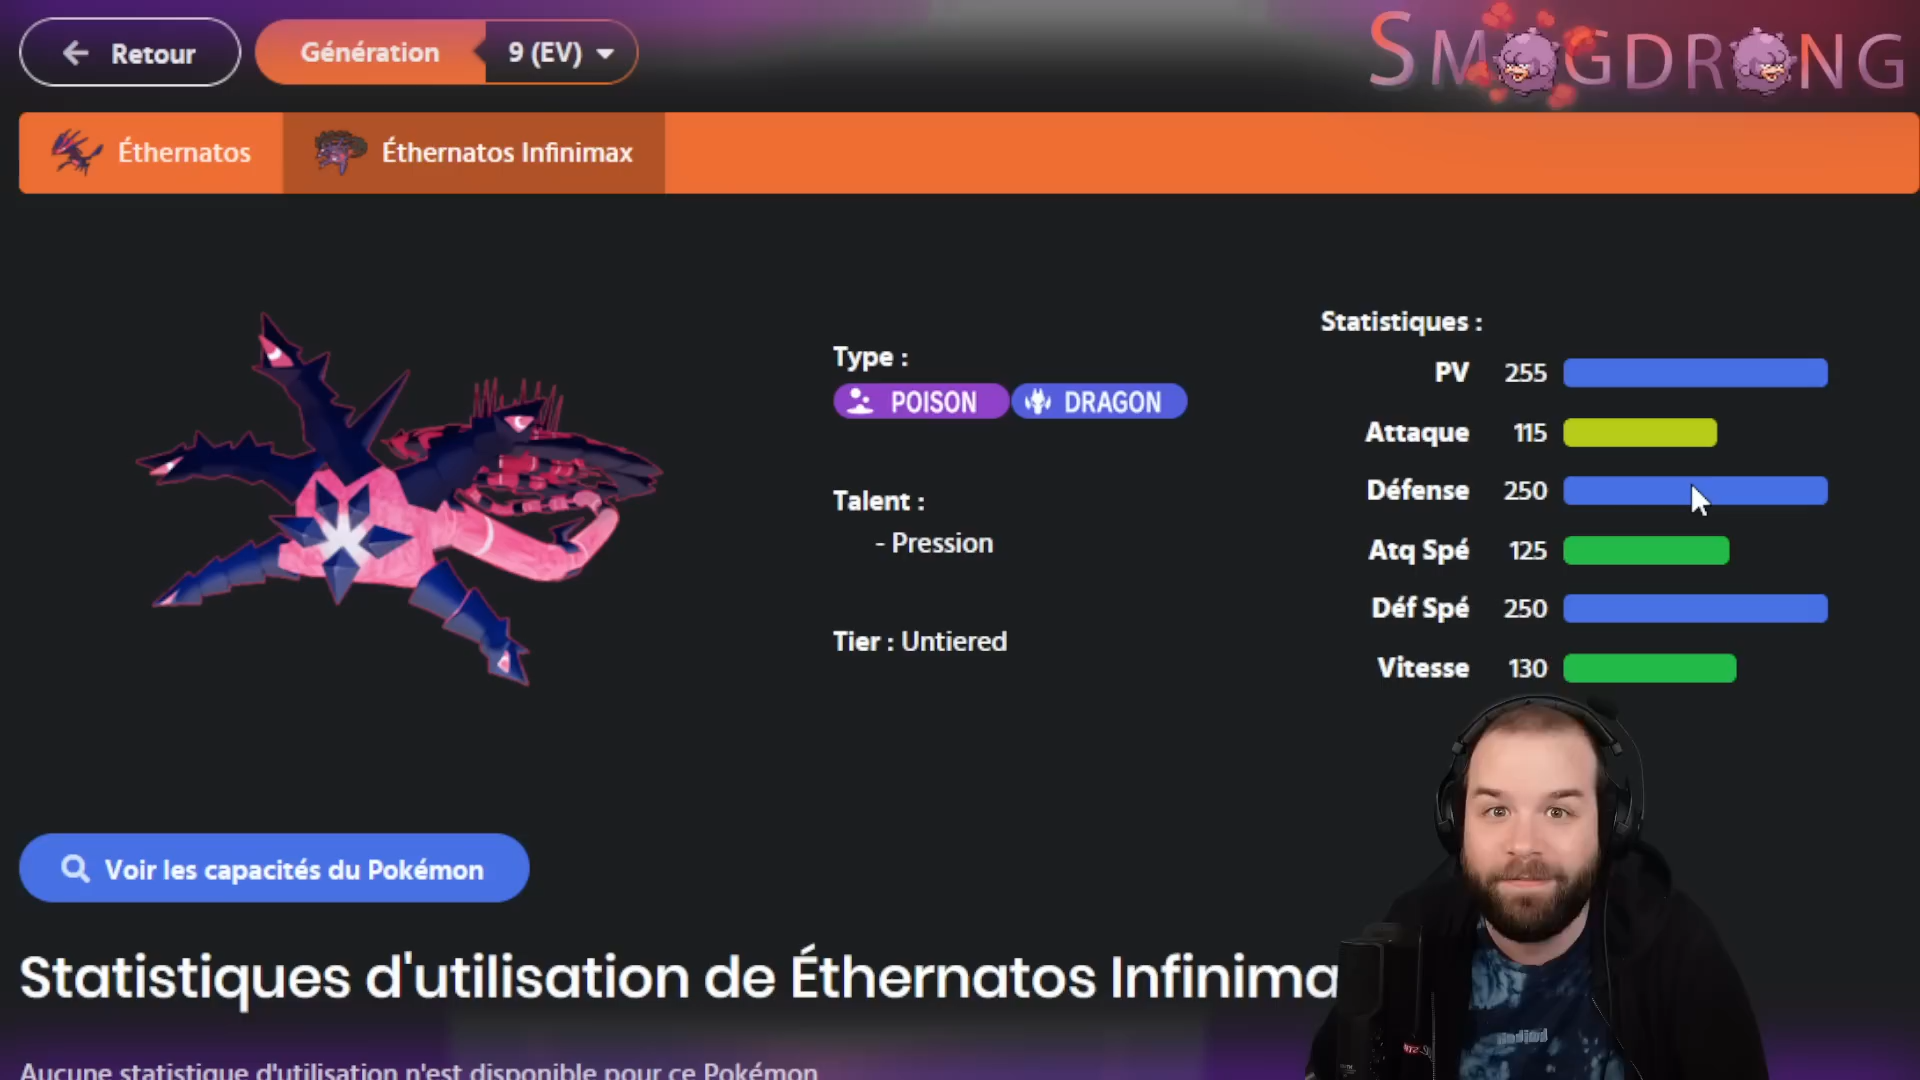 Retour
Génération
9 (EV)
SMOGDRONG
Éthernatos
Éthernatos Infinimax
Type :
POISON
DRAGON
Talent :
- Pression
Tier : Untiered
Statistiques :
PV 255
Attaque 115
Défense 250
Atq Spé 125
Déf Spé 250
Vitesse 130
Voir les capacités du Pokémon
Statistiques d'utilisation de Éthernatos Infinima
Aucune statistique d'utilisation n'est disponible pour ce Pokémon